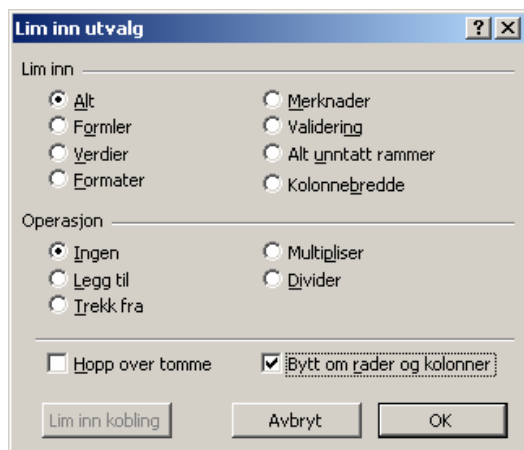 Lim inn utvalg
Lim inn
Alt
Formler
Verdier
Formater
Merknader
Validering
Alt unntatt rammer
Kolonnebredde
Operasjon
Ingen
Legg til
Trekk fra
Multipliser
Divider
Hopp over tomme
Bytt om rader og kolonner
Lim inn kobling
Avbryt
OK